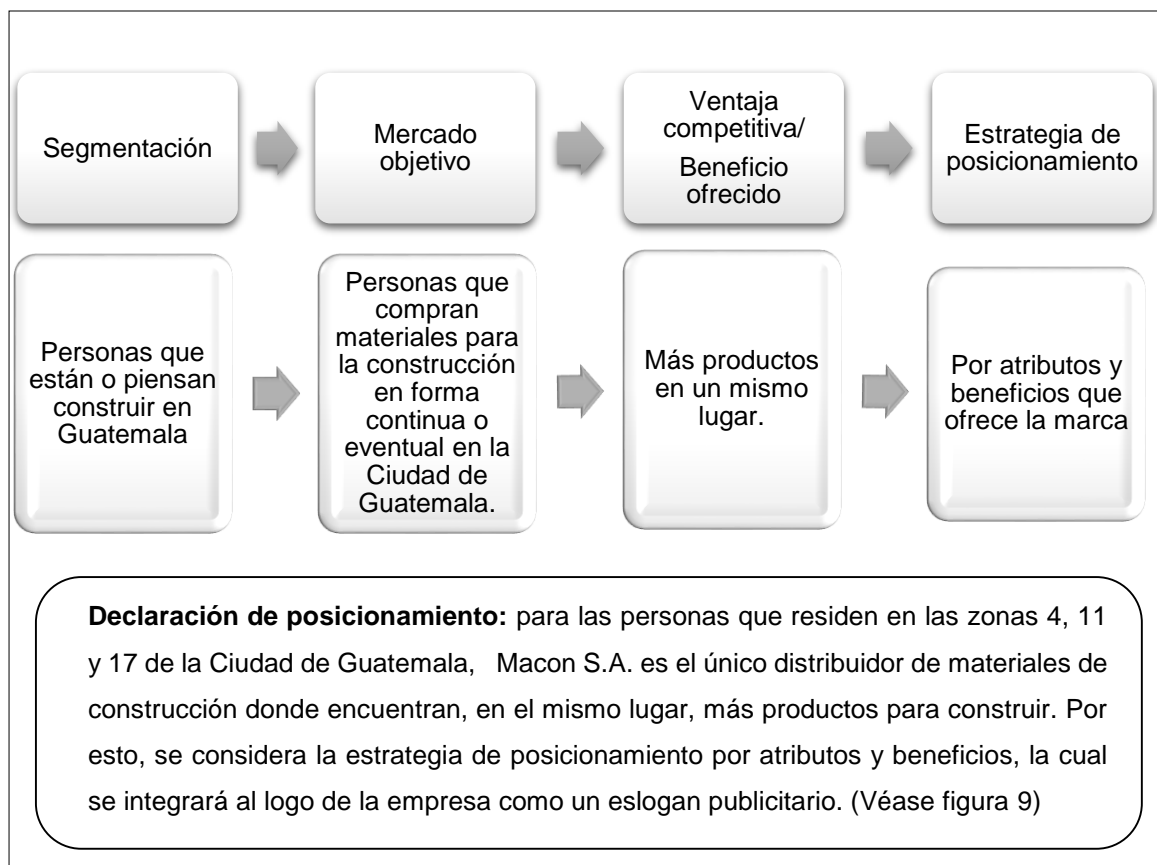 Segmentación
Mercado
objetivo
Ventaja
competitiva/
Beneficio
ofrecido
Estrategia de
posicionamiento
Personas que
están o piensan
construir en
Guatemala
Personas que
compran
materiales para
la construcción
en forma
continua o
eventual en la
Ciudad de
Guatemala.
Más productos
en un mismo
lugar.
Por atributos y
beneficios que
ofrece la marca
Declaración de posicionamiento: para las personas que residen en las zonas 4, 11
y 17 de la Ciudad de Guatemala, Macon S.A. es el único distribuidor de materiales de
construcción donde encuentran, en el mismo lugar, más productos para construir. Por
esto, se considera la estrategia de posicionamiento por atributos y beneficios, la cual
se integrará al logo de la empresa como un eslogan publicitario. (Véase figura 9)